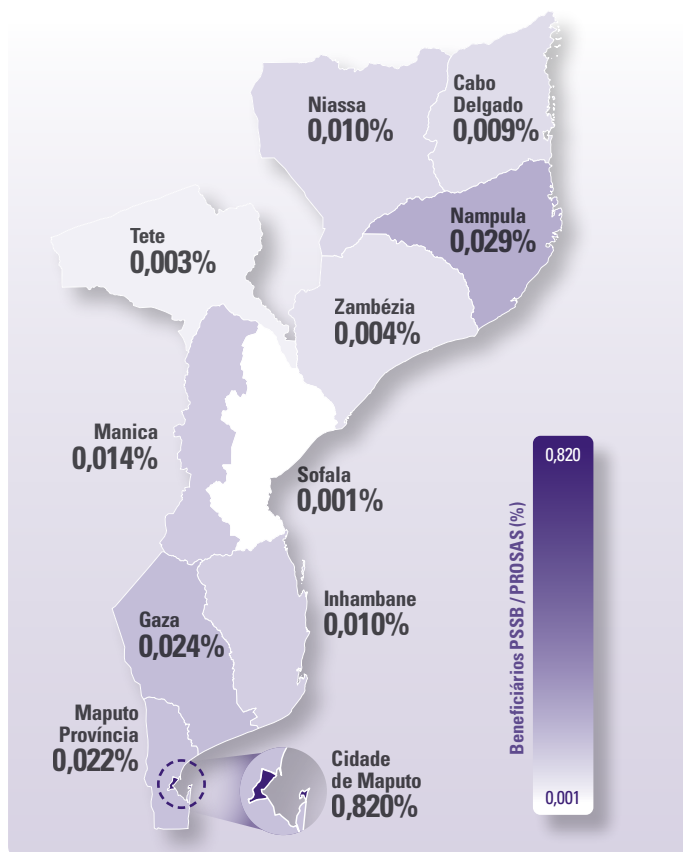 Cabo
Delgado
0,009%
Niassa
0,010%
Nampula
0,029%
Tete
0,003%
Zambézia
0,004%
Manica
0,014%
Sofala
0,001%
Inhambane
0,010%
Gaza
0,024%
Maputo
Província
0,022%
Cidade
de Maputo
0,820%
0,820
Beneficiários PSSB / PROSAS (%)
0,001